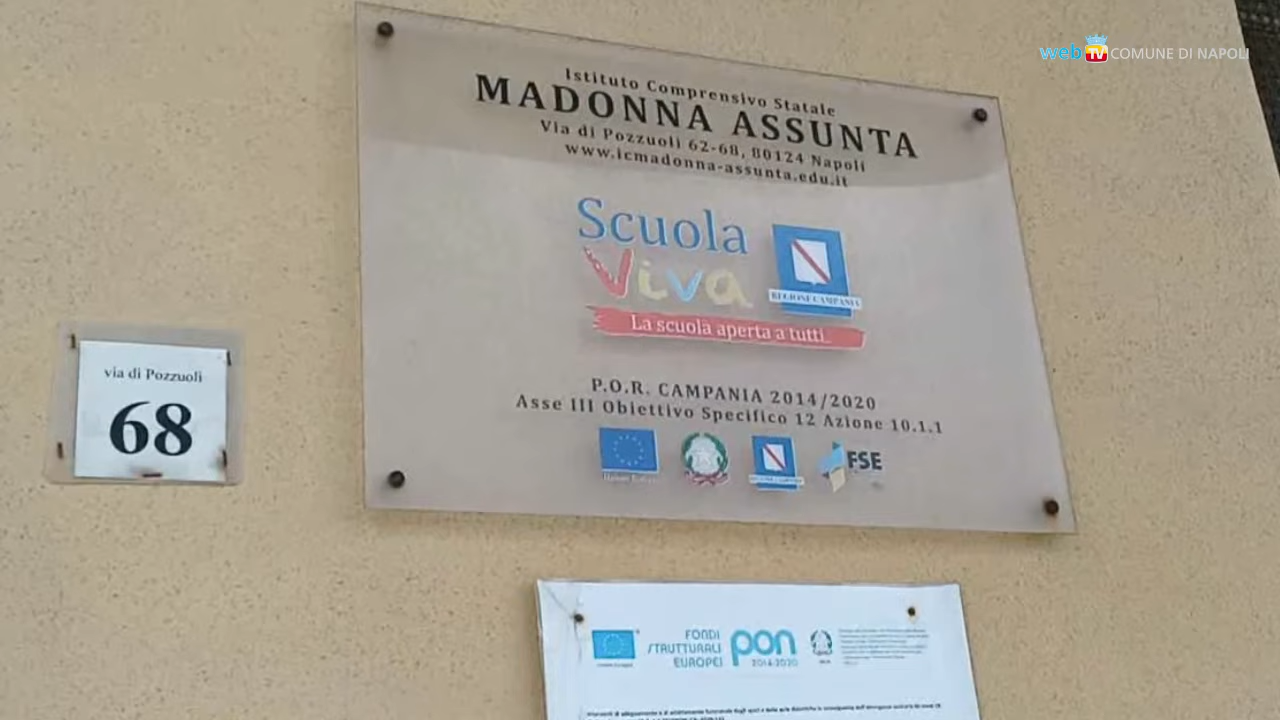 web TV COMUNE DI NAPOLI
Istituto Comprensivo Statale
MADONNA ASSUNTA
Via di Pozzuoli 62-68, 80124 Napoli
www.icmadonna-assunta.edu.it
Scuola
Viva
REGIONE CAMPANIA
La scuola aperta a tutti
P.O.R. CAMPANIA 2014/2020
Asse III Obiettivo Specifico 12 Azione 10.1.1
FSE
via di Pozzuoli
68
FONDI
STRUTTURALI
EUROPEI
pon
2014-2020